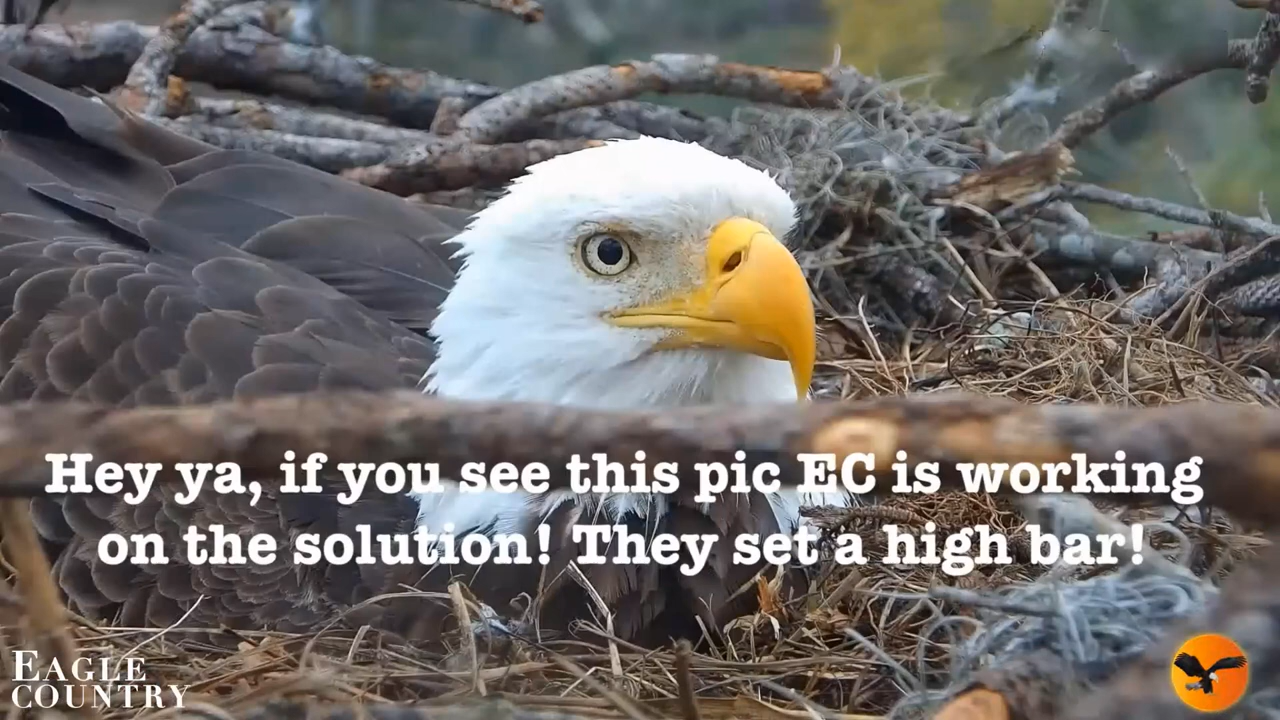 Hey ya, if you see this pic EC is working
on the solution! They set a high bar!
EAGLE
COUNTRY